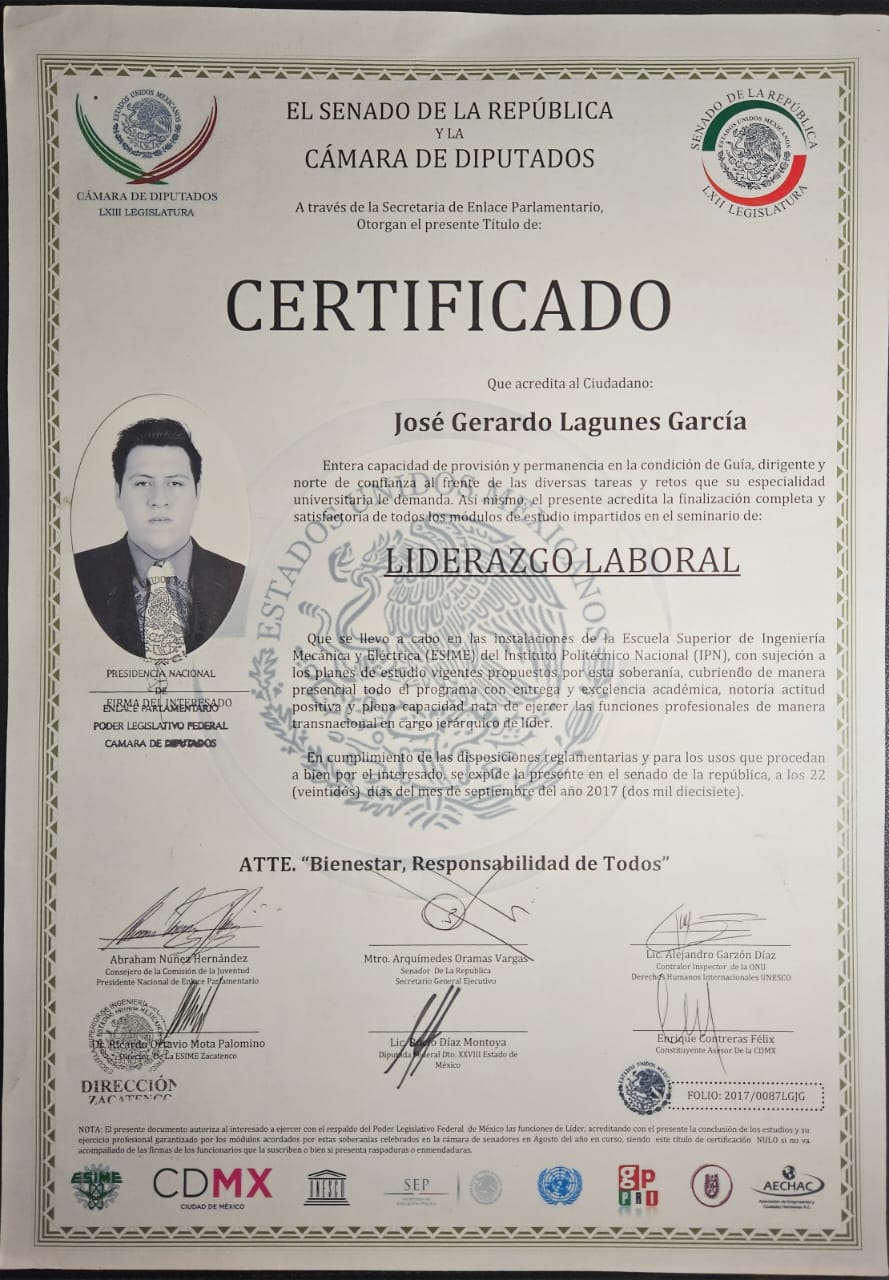 EL SENADO DE LA REPÚBLICA
Y LA
CÁMARA DE DIPUTADOS
ESTADOS UNIDOS MEXICANOS
CÁMARA DE DIPUTADOS
LXIII LEGISLATURA
SENADO DE LA REPÚBLICA
ESTADOS UNIDOS MEXICANOS
LXII LEGISLATURA
A través de la Secretaria de Enlace Parlamentario,
Otorgan el presente Título de:
CERTIFICADO
Que acredita al Ciudadano:
José Gerardo Lagunes García
Entera capacidad de provisión y permanencia en la condición de Guía, dirigente y
norte de confianza al frente de las diversas tareas y retos que su especialidad
universitaria le demanda. Así mismo, el presente acredita la finalización completa y
satisfactoria de todos los módulos de estudio impartidos en el seminario de:
LIDERAZGO LABORAL
ESTADOS UNIDOS MEXICANOS
Que se llevo a cabo en las instalaciones de la Escuela Superior de Ingeniería
Mecánica y Eléctrica (ESIME) del Instituto Politécnico Nacional (IPN), con sujeción a
los planes de estudio vigentes propuestos por esta soberanía, cubriendo de manera
presencial todo el programa con entrega y excelencia académica, notoria actitud
positiva y plena capacidad nata de ejercer las funciones profesionales de manera
transnacional en cargo jerárquico de líder.
PRESIDENCIA NACIONAL
DE
FIRMA DEL INTERESADO
ENLACE PARLAMENTARIO
PODER LEGISLATIVO FEDERAL
CAMARA DE DIPUTADOS
En cumplimiento de las disposiciones reglamentarias y para los usos que procedan
a bien por el interesado, se expide la presente en el senado de la república, a los 22
(veintidós) días del mes de septiembre del año 2017 (dos mil diecisiete).
ATTE. “Bienestar, Responsabilidad de Todos”
Abraham Núñez Hernández
Consejero de la Comisión de la Juventud
Presidente Nacional de Enlace Parlamentario
Mtro. Arquímedes Oramas Vargas
Senador De La Republica
Secretario General Ejecutivo
Lic. Alejandro Garzón Díaz
Contralor Inspector de la ONU
Derechos Humanos Internacionales UNESCO
Dr. Ricardo Octavio Mota Palomino
Director De La ESIME Zacatenco
DIRECCIÓN
ZACATENCO
Lic. Rocío Díaz Montoya
Diputada Federal Dto. XXVIII Estado de
México
Enrique Contreras Félix
Constituyente Asesor De la CDMX
FOLIO: 2017/0087LGJG
NOTA: El presente documento autoriza al interesado a ejercer con el respaldo del Poder Legislativo Federal de México las funciones de Líder, acreditando con el presente la conclusión de los estudios y su
ejercicio profesional garantizado por los módulos acordados por estas soberanías celebrados en la cámara de senadores en Agosto del año en curso, siendo este título de certificación NULO si no va
acompañado de las firmas de los funcionarios que la suscriben o bien si presenta raspaduras o enmendaduras.
ESIME
CDMX
CIUDAD DE MÉXICO
UNESCO
SEP
gp
PRI
AECHAC